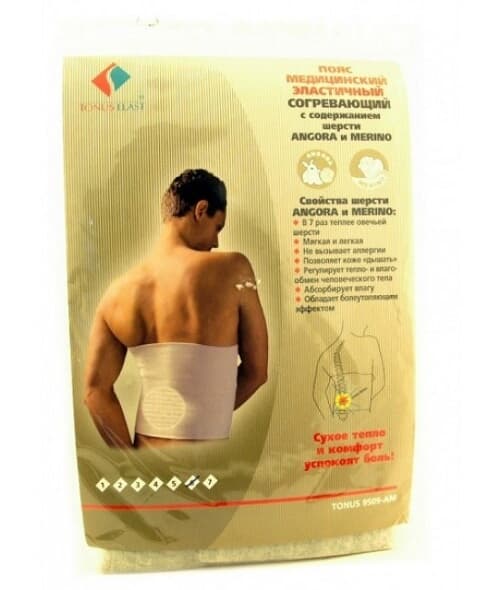 TONUS ELAST
ПОЯС
МЕДИЦИНСКИЙ
ЭЛАСТИЧНЫЙ
СОГРЕВАЮЩИЙ
с содержанием
шерсти
ANGORA и MERINO
Свойства шерсти
ANGORA и MERINO:
В 7 раз теплее овечьей
шерсти
Мягкая и легкая
Не вызывает аллергии
Позволяет коже «дышать»
Регулирует тепло- и влаго-
обмен человеческого тела
Абсорбирует влагу
Обладает болеутоляющим
эффектом
Сухое тепло
и комфорт
успокоят боль!
1 2 3 4 5 7
TONUS 9509-AM